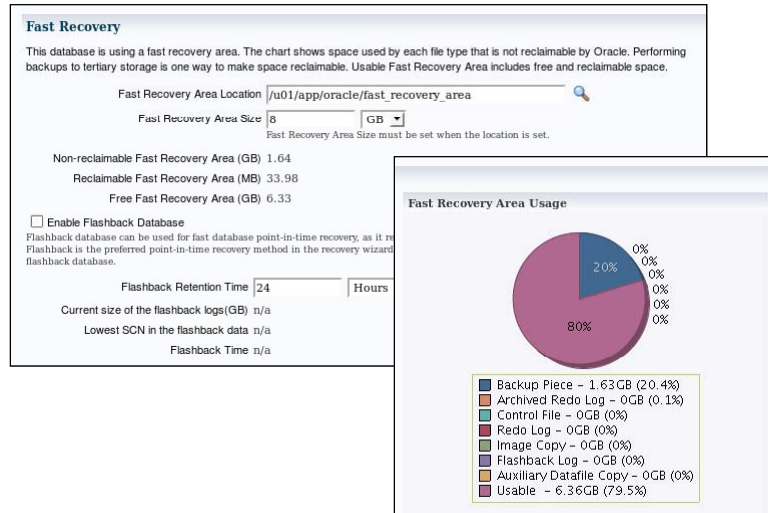 Fast Recovery
This database is using a fast recovery area. The chart shows space used by each file type that is not reclaimable by Oracle. Performing
backups to tertiary storage is one way to make space reclaimable. Usable Fast Recovery Area includes free and reclaimable space.
Fast Recovery Area Location /u01/app/oracle/fast_recovery_area
Fast Recovery Area Size 8 GB
Fast Recovery Area Size must be set when the location is set.
Non-reclaimable Fast Recovery Area (GB) 1.64
Reclaimable Fast Recovery Area (MB) 33.98
Free Fast Recovery Area (GB) 6.33
Enable Flashback Database
Flashback database can be used for fast database point-in-time recovery, as it re
Flashback is the preferred point-in-time recovery method in the recovery wizard
flashback database.
Flashback Retention Time 24 Hours
Current size of the flashback logs(GB) n/a
Lowest SCN in the flashback data n/a
Flashback Time n/a
Fast Recovery Area Usage
20%
0%
0%
0%
0%
0%
0%
80%
Backup Piece - 1.63GB (20.4%)
Archived Redo Log - 0GB (0.1%)
Control File - 0GB (0%)
Redo Log - 0GB (0%)
Image Copy - 0GB (0%)
Flashback Log - 0GB (0%)
Auxiliary Datafile Copy - 0GB (0%)
Usable - 6.36GB (79.5%)